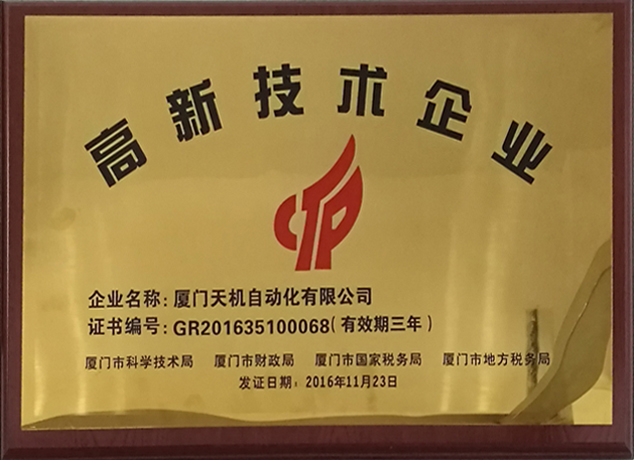 高新技术企业
CTP
企业名称：厦门天机自动化有限公司
证书编号：GR201635100068（有效期三年）
厦门市科学技术局 厦门市财政局 厦门市国家税务局 厦门市地方税务局
发证日期：2016年11月23日